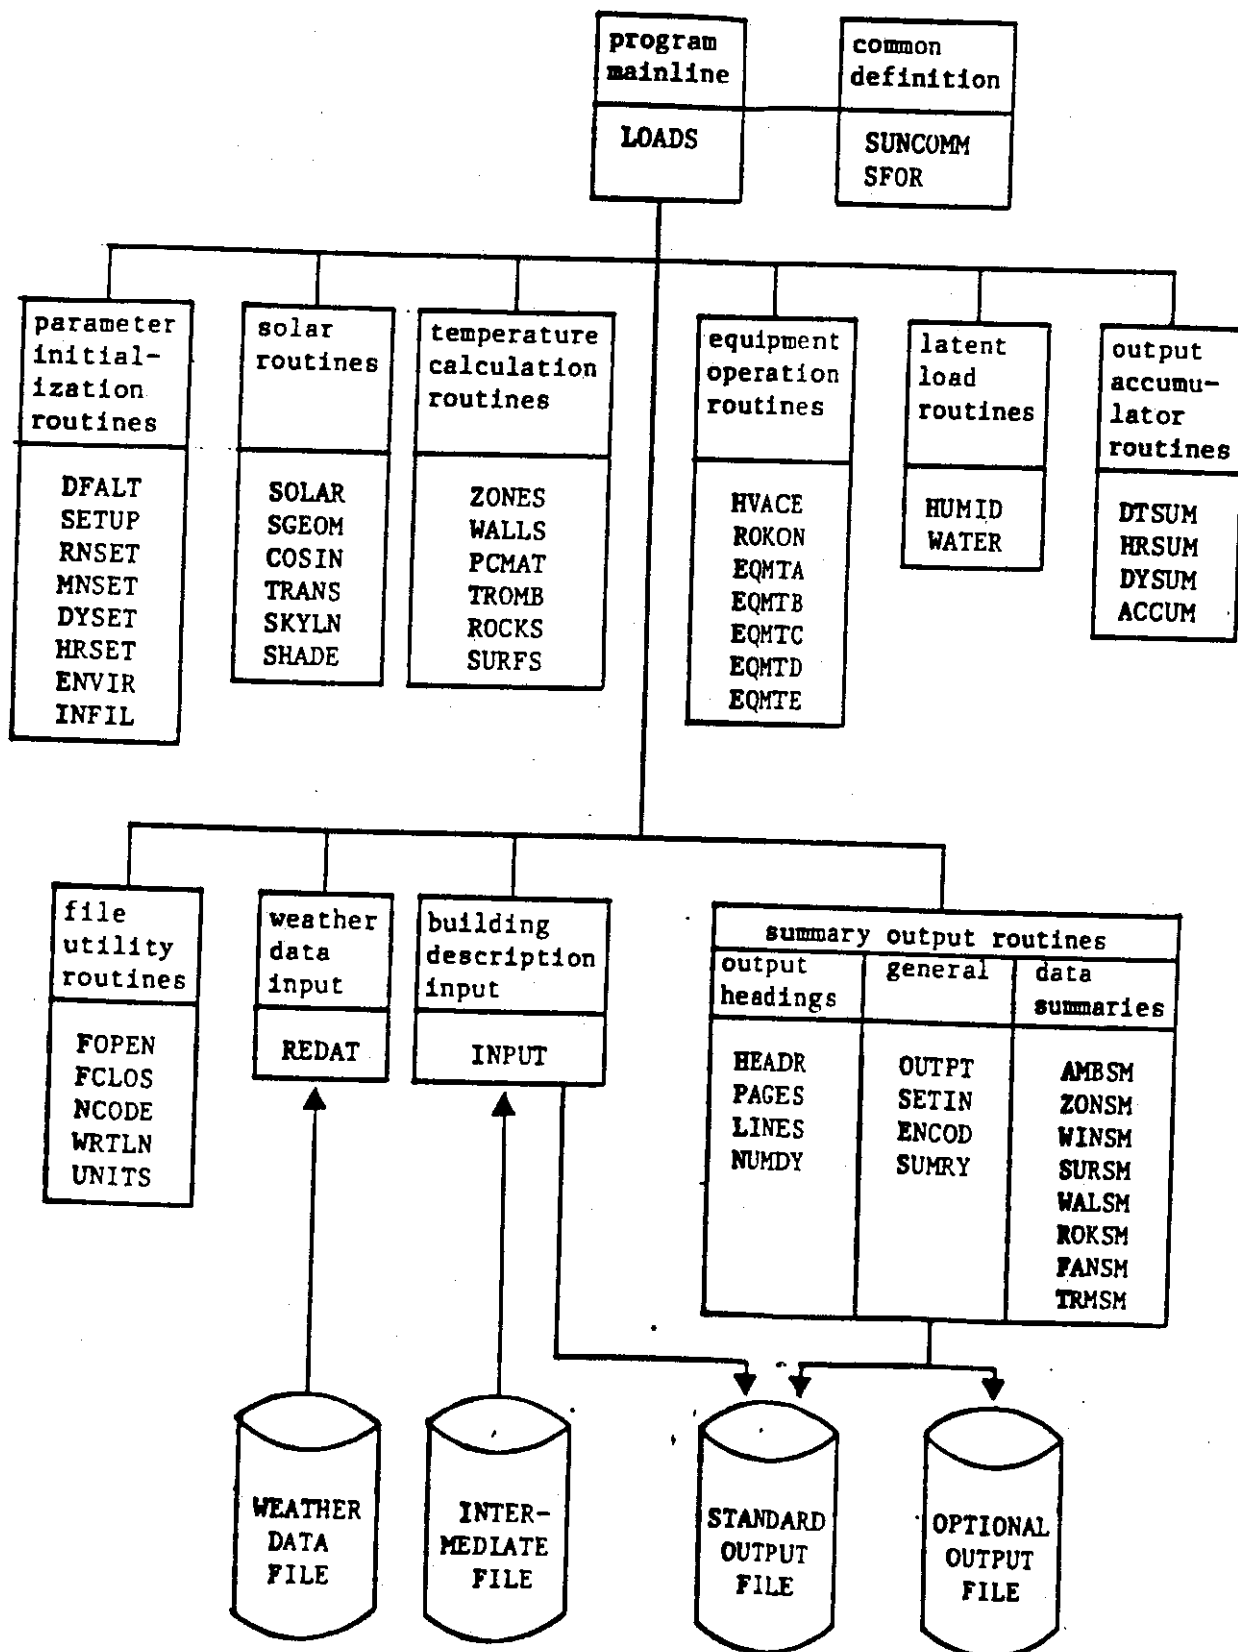 program
mainline
LOADS
common
definition
SUNCOMM
SFOR
parameter
initial-
ization
routines
DFALT
SETUP
RNSET
MNSET
DYSET
HRSET
ENVIR
INFIL
solar
routines
SOLAR
SGEOM
COSIN
TRANS
SKYLN
SHADE
temperature
calculation
routines
ZONES
WALLS
PCMAT
TROMB
ROCKS
SURFS
equipment
operation
routines
HVACE
ROKON
EQMTA
EQMTB
EQMTC
EQMTD
EQMTE
latent
load
routines
HUMID
WATER
output
accumu-
lator
routines
DTSUM
HRSUM
DYSUM
ACCUM
file
utility
routines
FOPEN
FCLOS
NCODE
WRTLN
UNITS
weather
data
input
REDAT
building
description
input
INPUT
summary output routines
output
headings
HEADR
PAGES
LINES
NUMDY
general
OUTPT
SETIN
ENCOD
SUMRY
data
summaries
AMBSM
ZONSM
WINSM
SURSM
WALSM
ROKSM
FANSM
TRMSM
WEATHER
DATA
FILE
INTER-
MEDIATE
FILE
STANDARD
OUTPUT
FILE
OPTIONAL
OUTPUT
FILE